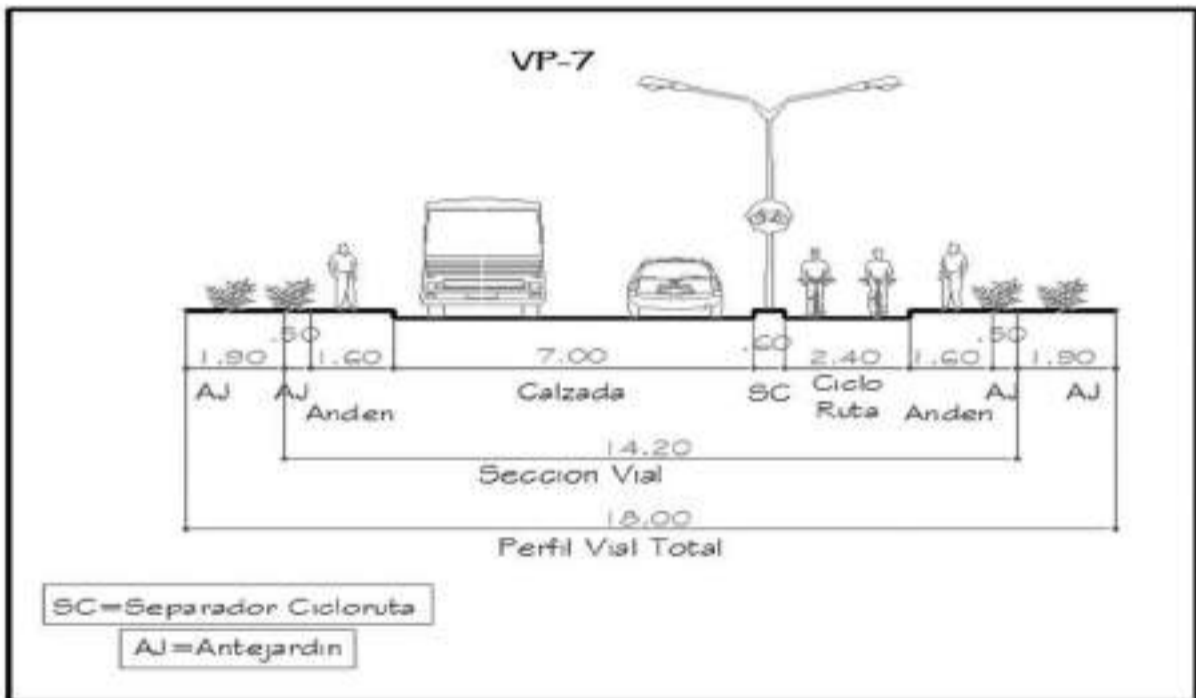 VP-7
.50 .60 .50
1.90 1.60 7.00 2.40 1.60 1.90
AJ AJ Calzada SC Ciclo AJ AJ
Anden Ruta Anden
14.20
Seccion Vial
18.00
Perfil Vial Total
SC=Separador Cicloruta
AJ=Antejardin